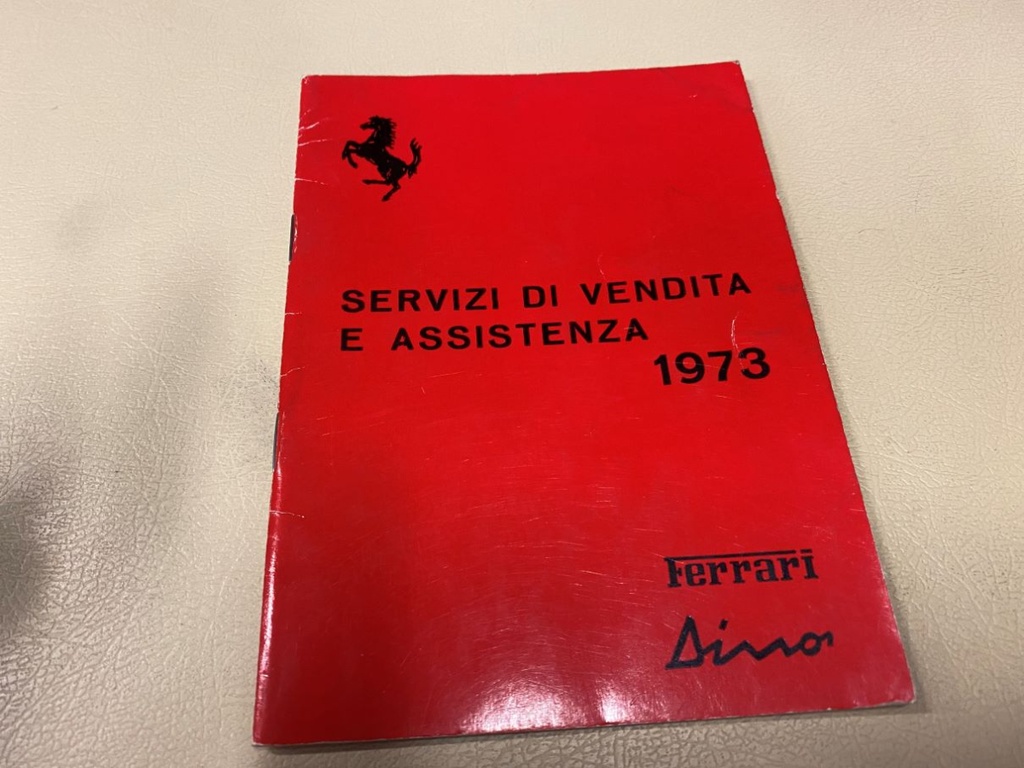 SERVIZI DI VENDITA
E ASSISTENZA
1973
Ferrari
Dino